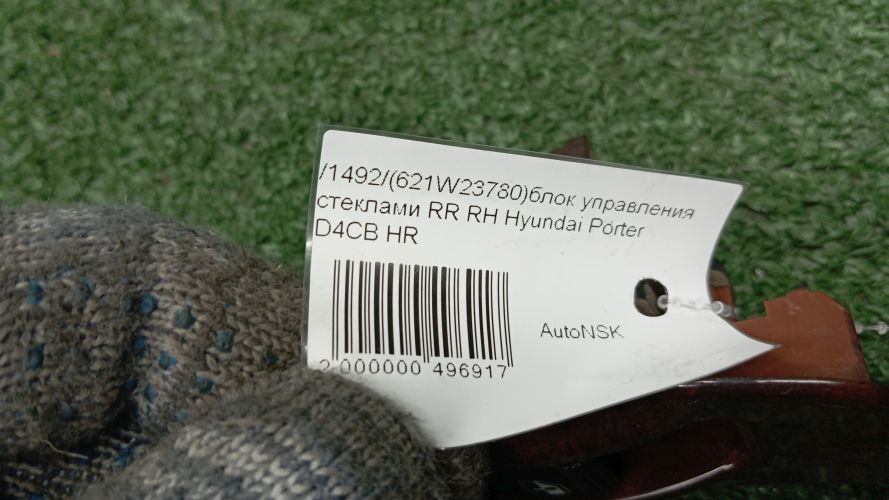 /1492/(621W23780)блок управления
стеклами RR RH Hyundai Porter
D4CB HR
AutoNSK
2 000000 496917